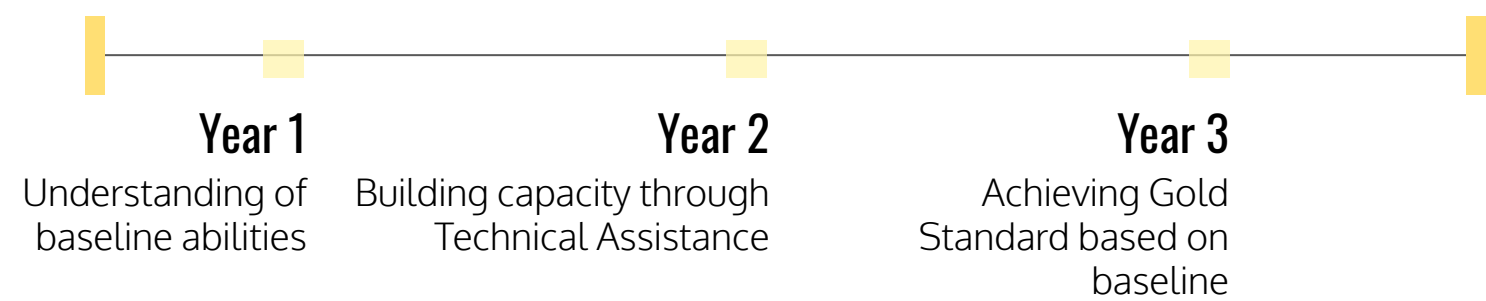 Year 1
Understanding of
baseline abilities
Year 2
Building capacity through
Technical Assistance
Year 3
Achieving Gold
Standard based on
baseline